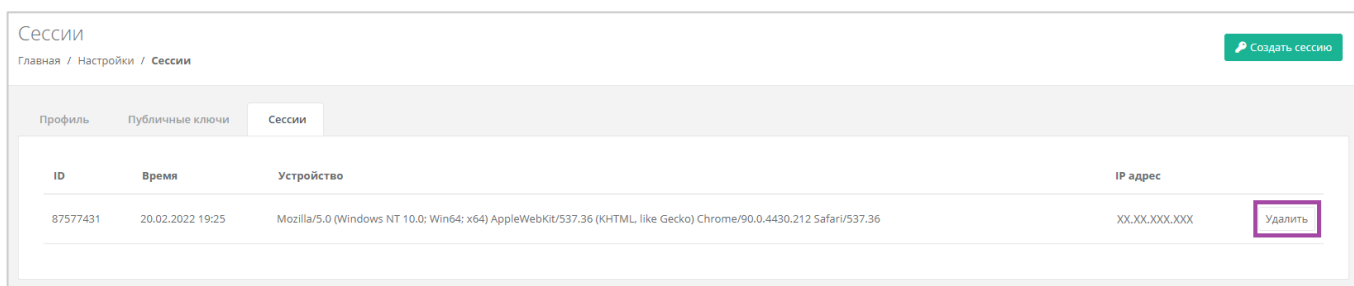 Сессии
Создать сессию
Главная / Настройки / Сессии
Профиль Публичные ключи Сессии
ID Время Устройство IP адрес
87577431 20.02.2022 19:25 Mozilla/5.0 (Windows NT 10.0; Win64; x64) AppleWebKit/537.36 (KHTML, like Gecko) Chrome/90.0.4430.212 Safari/537.36 XX.XX.XXX.XXX Удалить